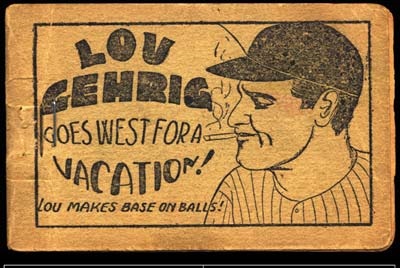 LOU
GEHRIG
GOES WEST FOR A
VACATION!
LOU MAKES BASE ON BALLS!